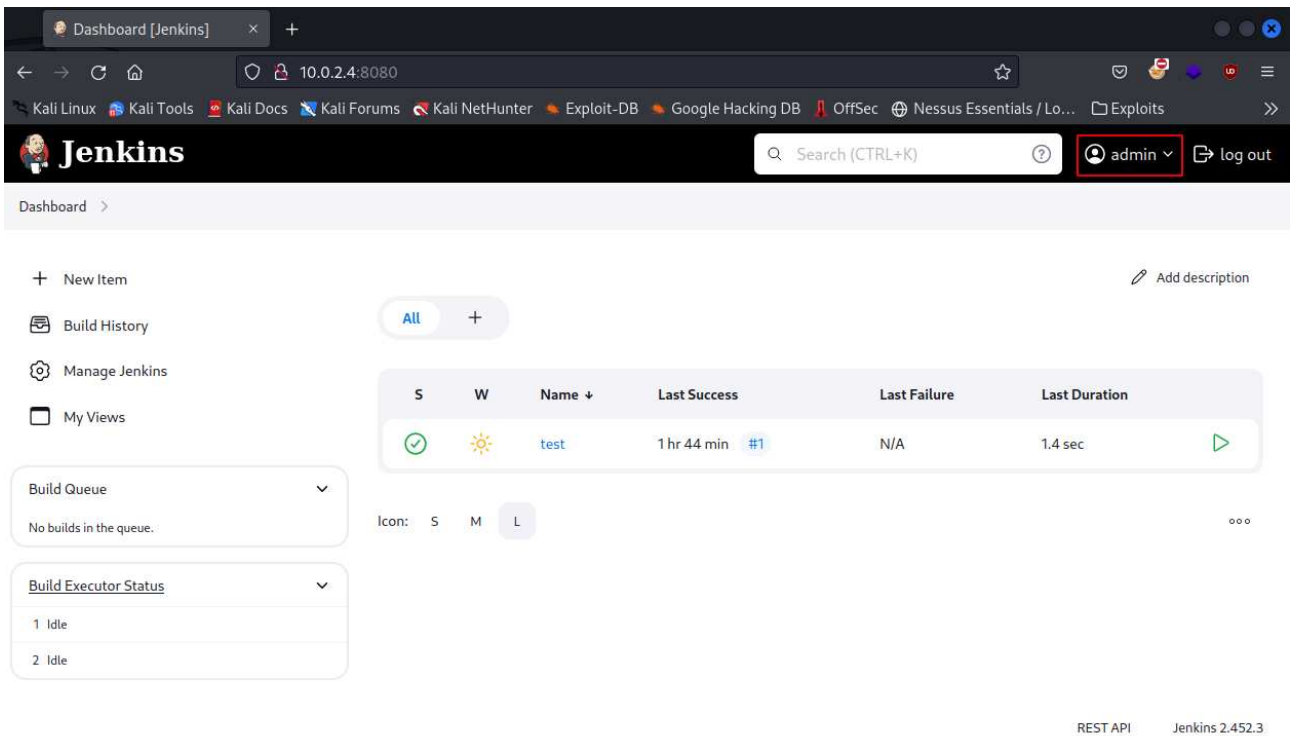 Dashboard [Jenkins]
10.0.2.4:8080
Kali Linux Kali Tools Kali Docs Kali Forums Kali NetHunter Exploit-DB Google Hacking DB OffSec Nessus Essentials / Lo... Exploits
Jenkins Search (CTRL+K) admin log out
Dashboard
New Item
Add description
Build History
All +
Manage Jenkins
My Views
S W Name ↓ Last Success Last Failure Last Duration
test 1 hr 44 min #1 N/A 1.4 sec
Build Queue
No builds in the queue.
Icon: S M L
Build Executor Status
1 Idle
2 Idle
REST API Jenkins 2.452.3